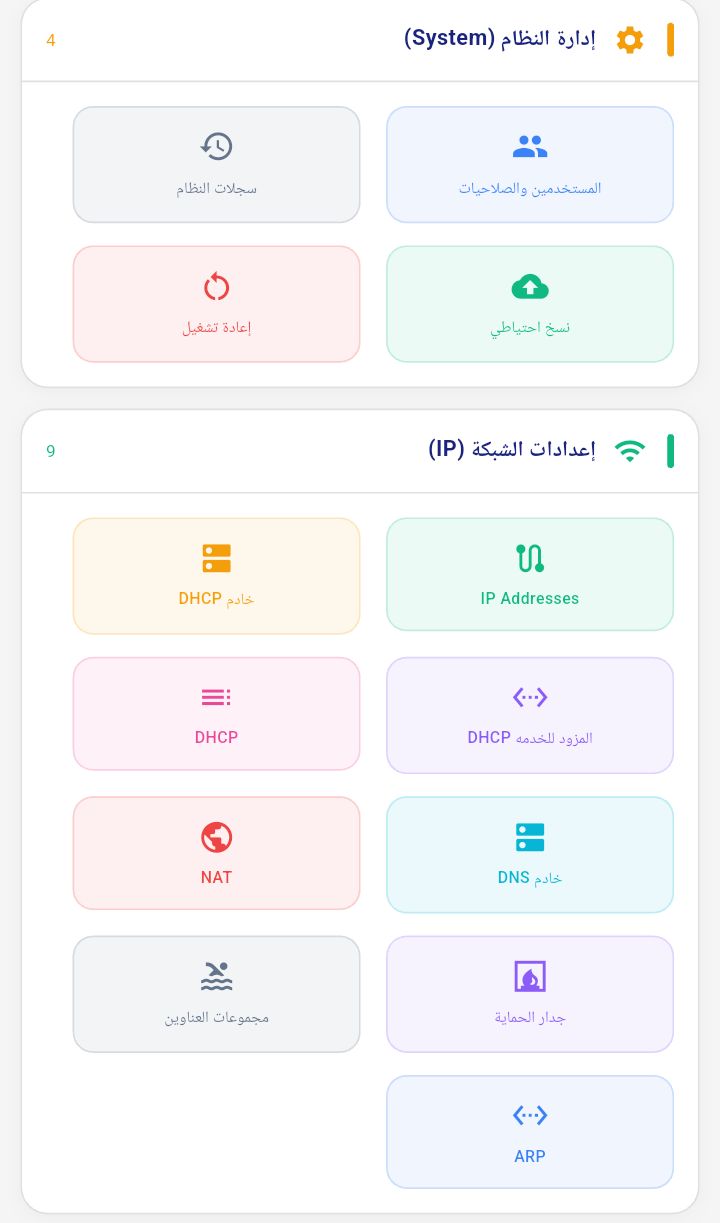 إدارة النظام (System)
4
المستخدمين والصلاحيات
سجلات النظام
نسخ احتياطي
إعادة تشغيل
إعدادات الشبكة (IP)
9
IP Addresses
خادم DHCP
المزود للخدمه DHCP
DHCP
خادم DNS
NAT
جدار الحماية
مجموعات العناوين
ARP